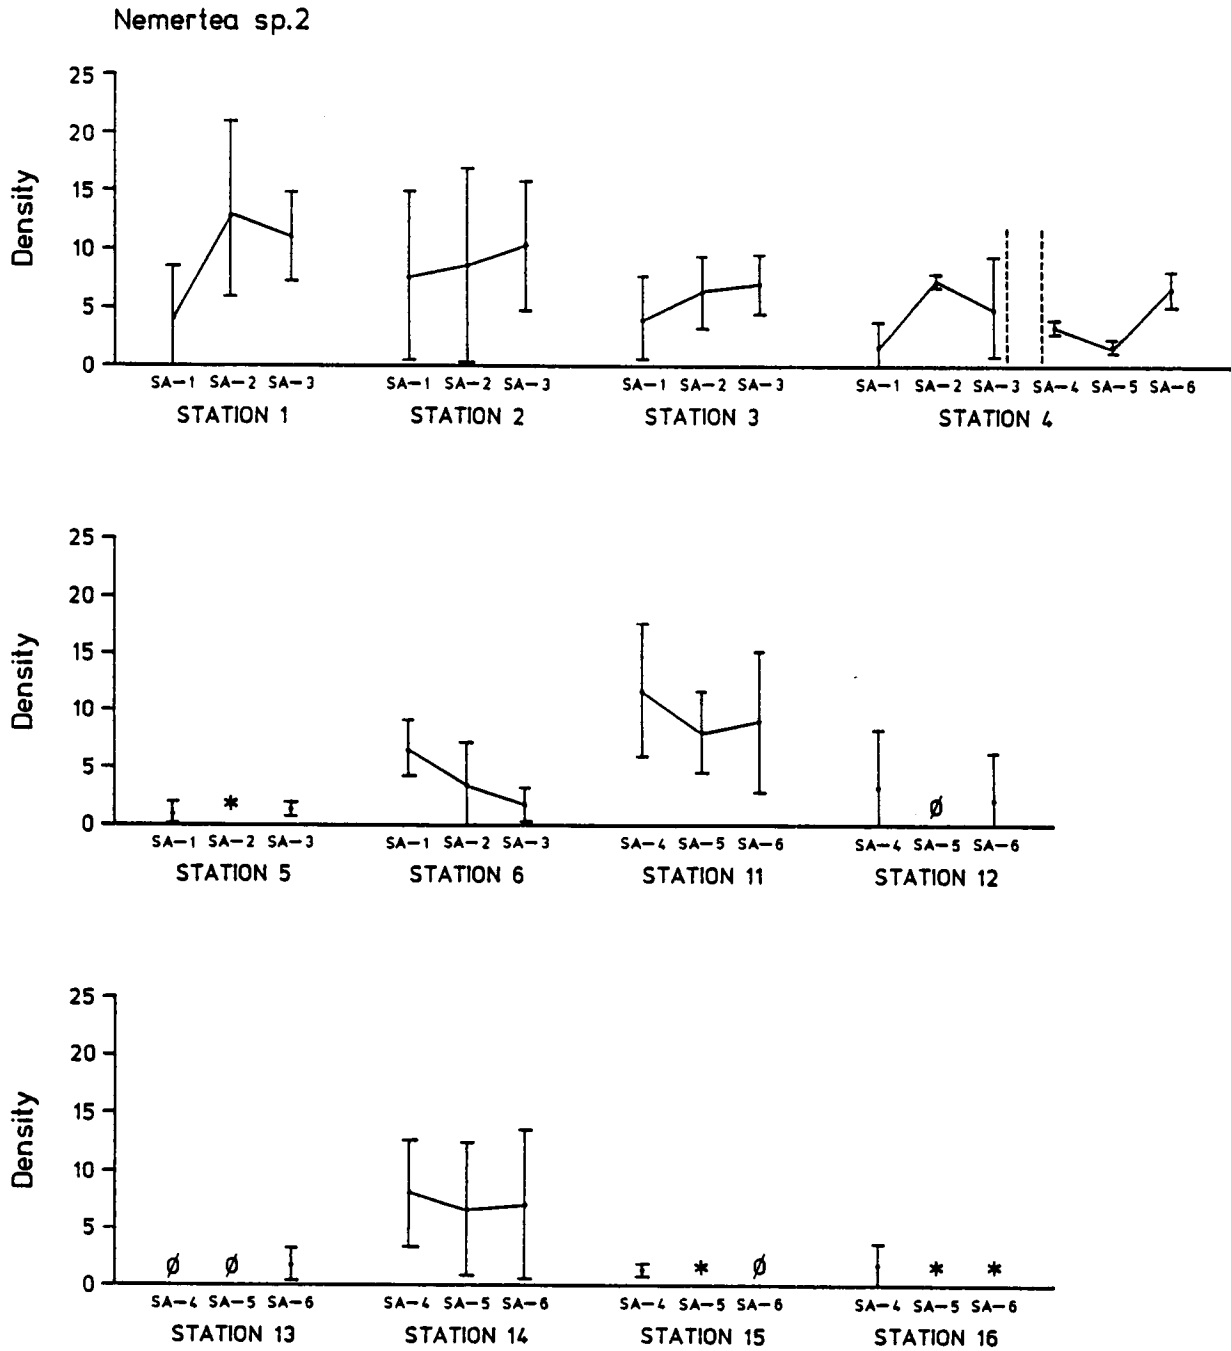 Nemertea sp.2
Density
25
20
15
10
5
0
SA-1 SA-2 SA-3 SA-1 SA-2 SA-3 SA-1 SA-2 SA-3 SA-1 SA-2 SA-3 SA-4 SA-5 SA-6
STATION 1 STATION 2 STATION 3 STATION 4
Density
25
20
15
10
5
0
* ø
SA-1 SA-2 SA-3 SA-1 SA-2 SA-3 SA-4 SA-5 SA-6 SA-4 SA-5 SA-6
STATION 5 STATION 6 STATION 11 STATION 12
Density
25
20
15
10
5
0
ø ø * ø * *
SA-4 SA-5 SA-6 SA-4 SA-5 SA-6 SA-4 SA-5 SA-6 SA-4 SA-5 SA-6
STATION 13 STATION 14 STATION 15 STATION 16